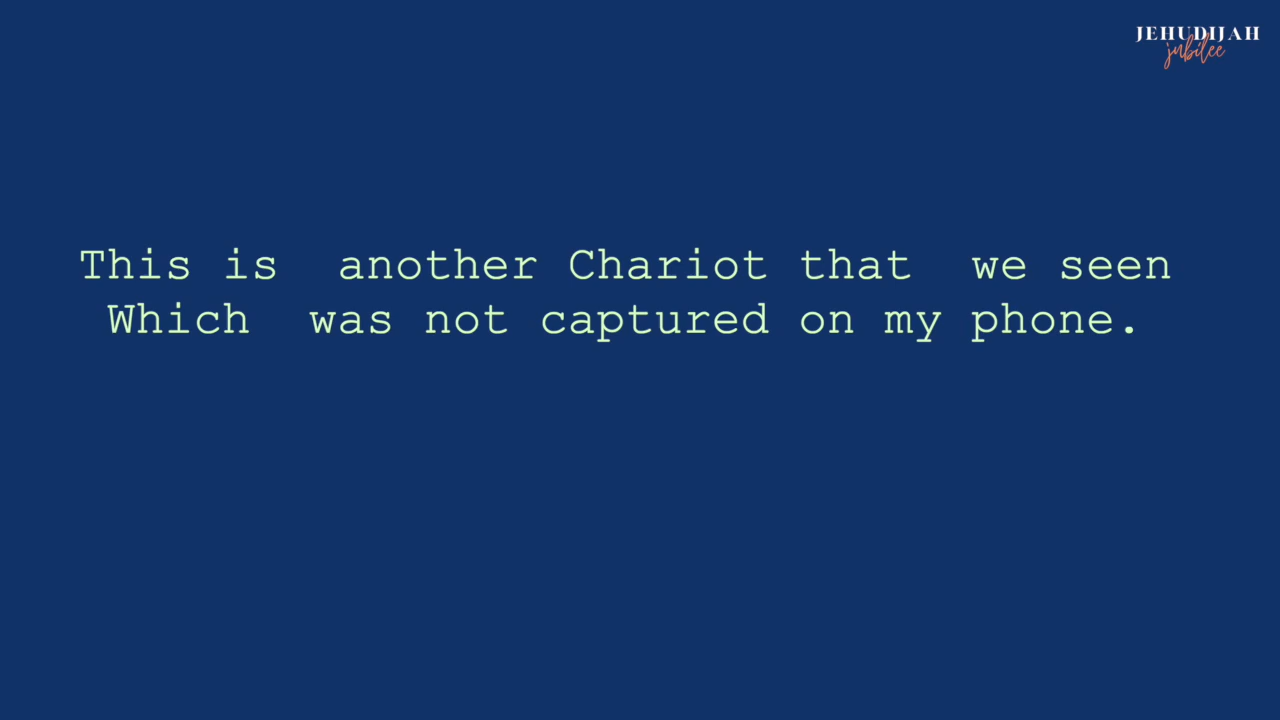 JEHUDIJAH
jubilee
This is  another Chariot that  we seen
Which  was not captured on my phone.